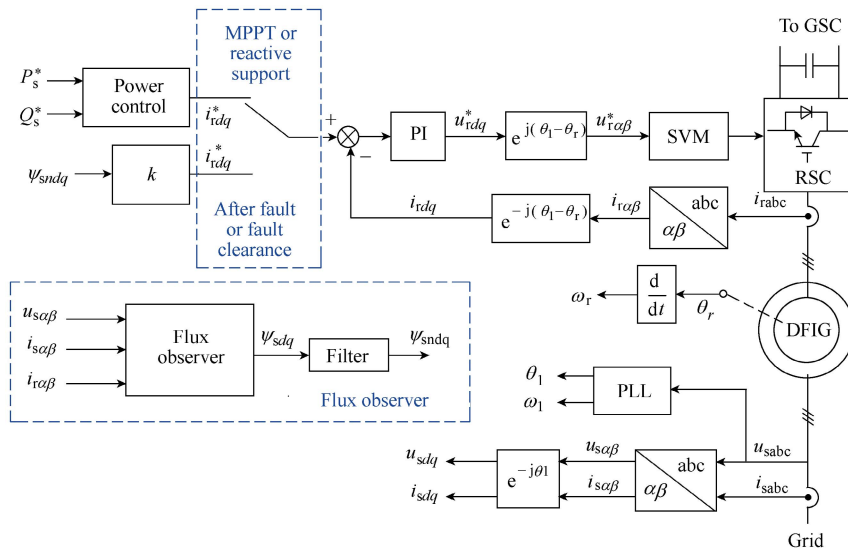 To GSC
MPPT or
reactive
support
P*s
Q*s
Power
control
i*rdq
+
−
PI
u*rdq
e^j(θ1−θr)
u*rαβ
SVM
RSC
ψsndq
k
i*rdq
After fault
or fault
clearance
irdq
e^−j(θ1−θr)
irαβ
abc
αβ
irabc
ωr
d
dt
θr
DFIG
usαβ
isαβ
irαβ
Flux
observer
ψsdq
Filter
ψsndq
Flux observer
θ1
ω1
PLL
usdq
isdq
e^−jθ1
usαβ
isαβ
abc
αβ
usabc
isabc
Grid